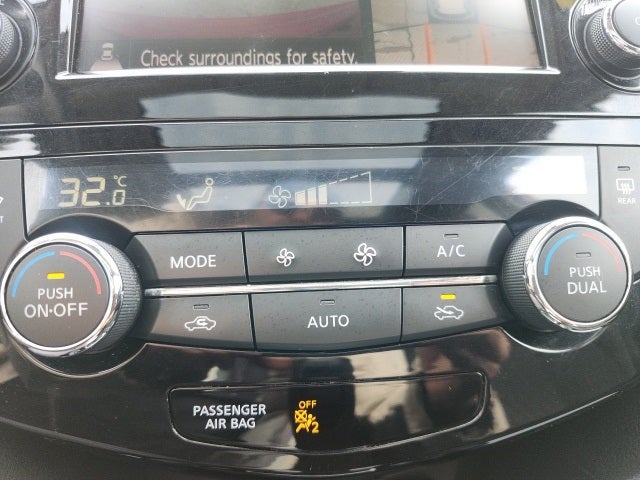 Check surroundings for safety.
32.0 °C
REAR
MODE
A/C
PUSH
ON·OFF
PUSH
DUAL
AUTO
PASSENGER
AIR BAG
OFF
2